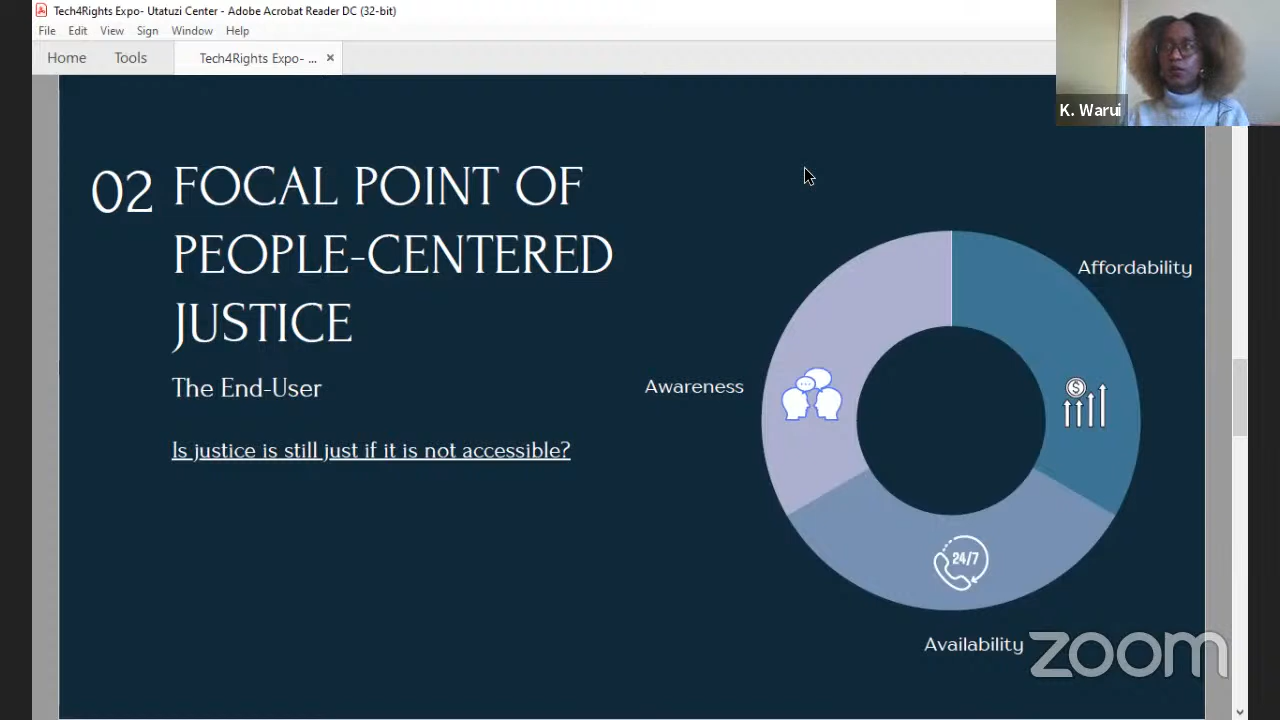 Tech4Rights Expo- Utatuzi Center - Adobe Acrobat Reader DC (32-bit)
File Edit View Sign Window Help
Home Tools Tech4Rights Expo- ... ×
K. Warui
02 FOCAL POINT OF
PEOPLE-CENTERED
JUSTICE
The End-User
Is justice is still just if it is not accessible?
Affordability
$
Awareness
24/7
Availability
zoom